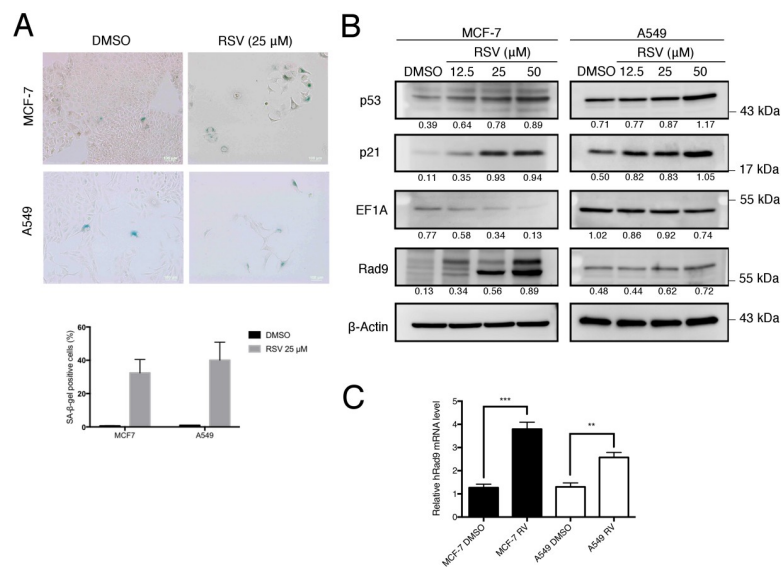 A
DMSO
RSV (25 µM)
MCF-7
A549
SA-β-gel positive cells (%)
60
40
20
0
DMSO
RSV 25 µM
MCF7
A549
B
MCF-7
A549
RSV (µM)
RSV (µM)
DMSO 12.5 25 50
DMSO 12.5 25 50
p53
43 kDa
0.39 0.64 0.78 0.89
0.71 0.77 0.87 1.17
p21
17 kDa
0.11 0.35 0.93 0.94
0.50 0.82 0.83 1.05
EF1A
55 kDa
0.77 0.58 0.34 0.13
1.02 0.86 0.92 0.74
Rad9
55 kDa
0.13 0.34 0.56 0.89
0.48 0.44 0.62 0.72
β-Actin
43 kDa
C
Relative hRad9 mRNA level
5
4
3
2
1
0
***
**
MCF-7 DMSO
MCF-7 RV
A549 DMSO
A549 RV